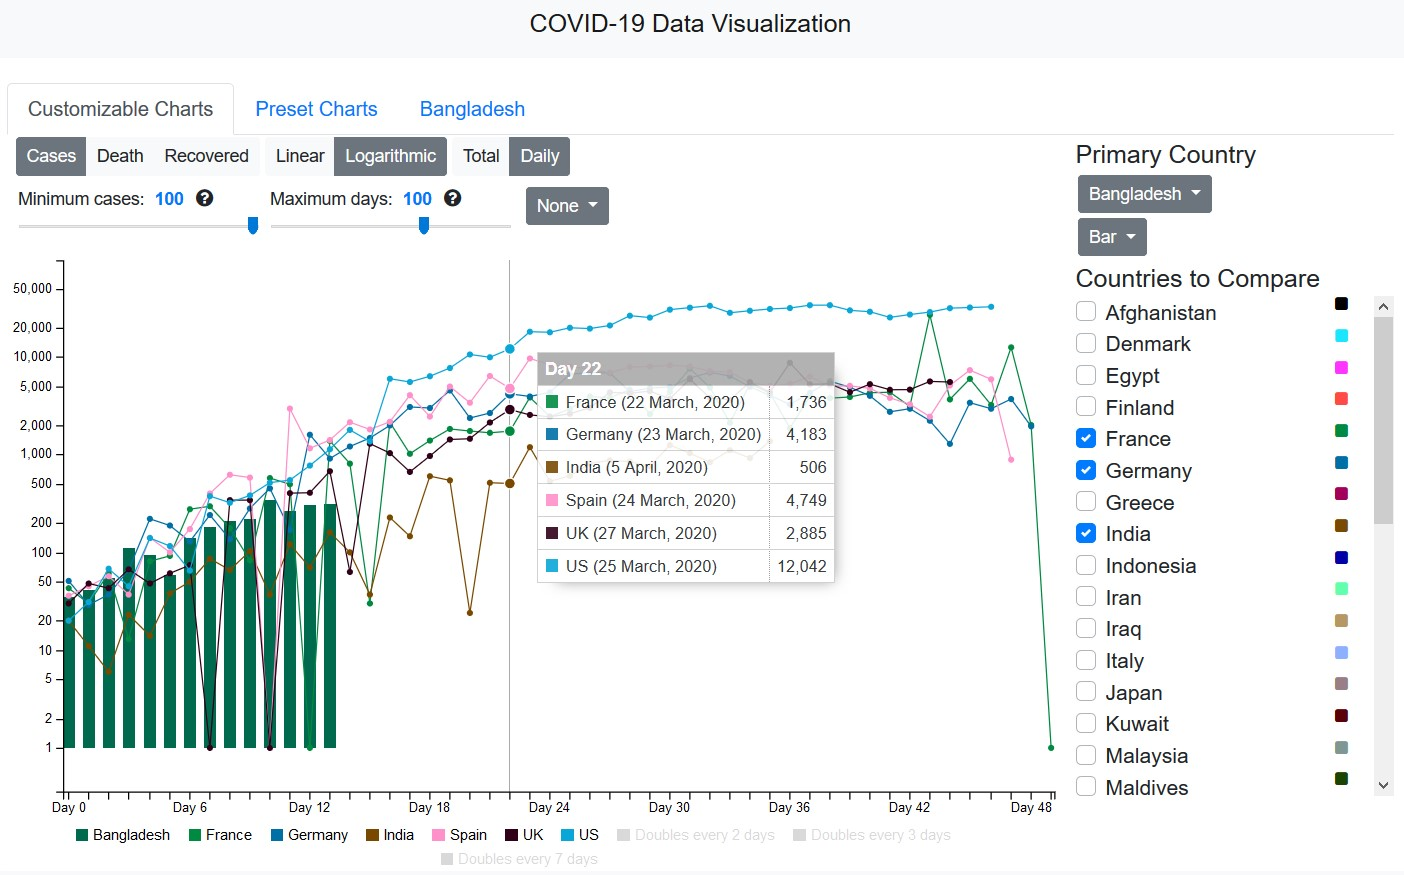 COVID-19 Data Visualization
Customizable Charts Preset Charts Bangladesh
Cases Death Recovered Linear Logarithmic Total Daily
Minimum cases: 100 ? Maximum days: 100 ? None
Primary Country
Bangladesh
Bar
Countries to Compare
Afghanistan
Denmark
Egypt
Finland
France
Germany
Greece
India
Indonesia
Iran
Iraq
Italy
Japan
Kuwait
Malaysia
Maldives
50,000
20,000
10,000
5,000
2,000
1,000
500
200
100
50
20
10
5
2
1
Day 22
France (22 March, 2020) 1,736
Germany (23 March, 2020) 4,183
India (5 April, 2020) 506
Spain (24 March, 2020) 4,749
UK (27 March, 2020) 2,885
US (25 March, 2020) 12,042
Day 0 Day 6 Day 12 Day 18 Day 24 Day 30 Day 36 Day 42 Day 48
Bangladesh France Germany India Spain UK US Doubles every 2 days Doubles every 3 days
Doubles every 7 days